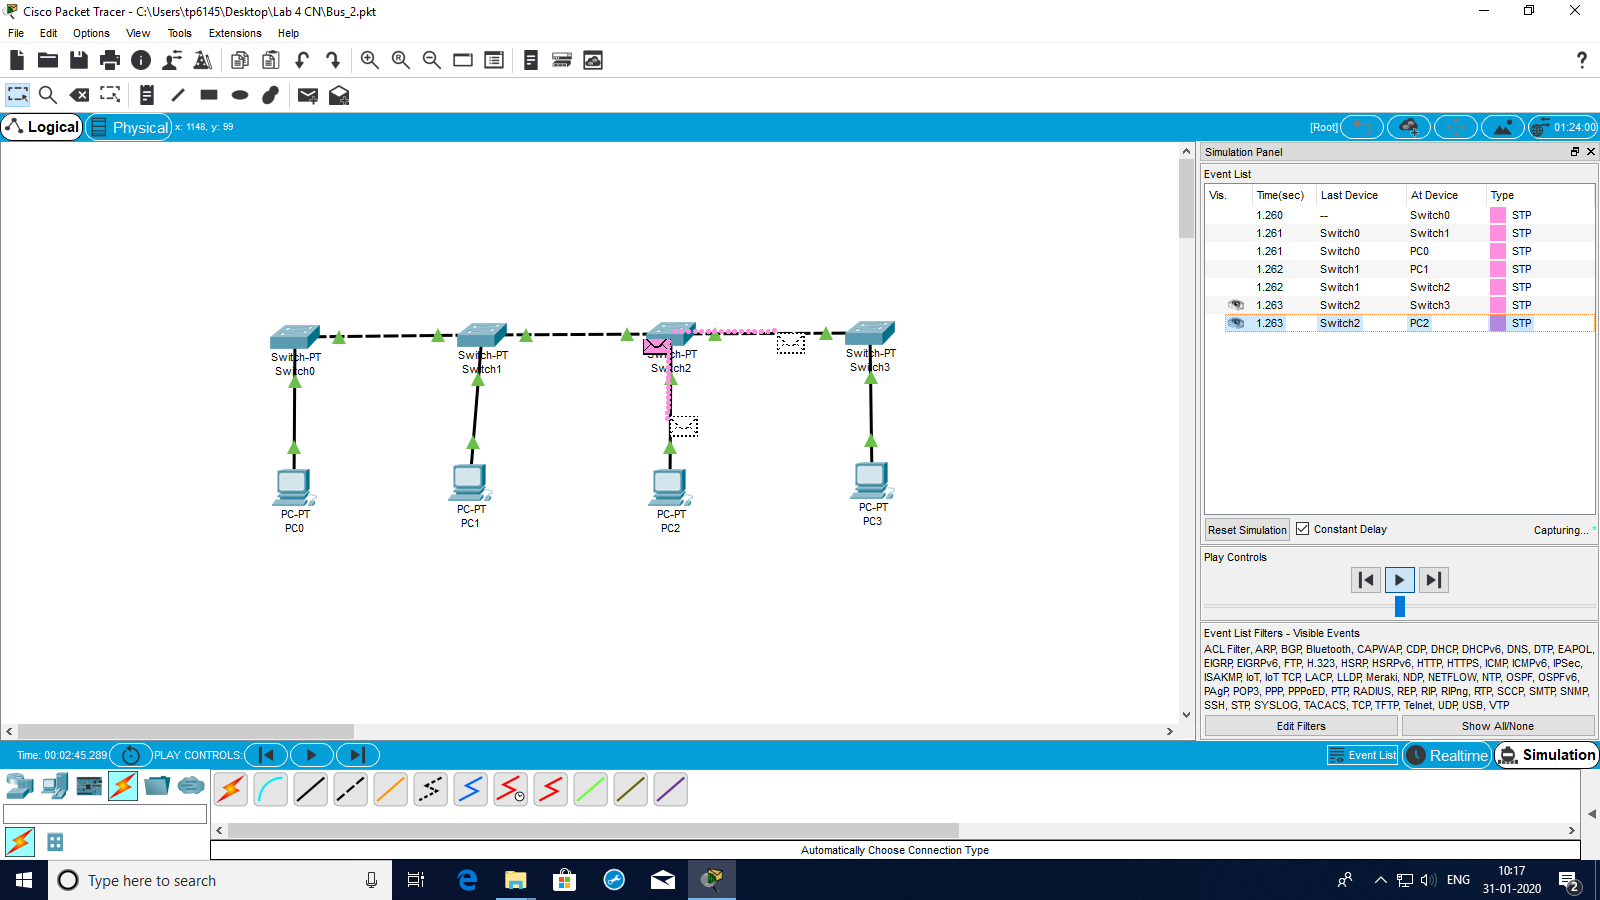 Cisco Packet Tracer - C:\Users\tp6145\Desktop\Lab 4 CN\Bus_2.pkt
File Edit Options View Tools Extensions Help
Logical Physical x: 1148, y: 99 [Root] 01:24:00
Simulation Panel
Event List
Vis. Time(sec) Last Device At Device Type
1.260 -- Switch0 STP
1.261 Switch0 Switch1 STP
1.261 Switch0 PC0 STP
1.262 Switch1 PC1 STP
1.262 Switch1 Switch2 STP
1.263 Switch2 Switch3 STP
1.263 Switch2 PC2 STP
Switch-PT
Switch0
Switch-PT
Switch1
Switch-PT
Switch2
Switch-PT
Switch3
PC-PT
PC0
PC-PT
PC1
PC-PT
PC2
PC-PT
PC3
Reset Simulation Constant Delay Capturing... *
Play Controls
Event List Filters - Visible Events
ACL Filter, ARP, BGP, Bluetooth, CAPWAP, CDP, DHCP, DHCPv6, DNS, DTP, EAPOL,
EIGRP, EIGRPv6, FTP, H.323, HSRP, HSRPv6, HTTP, HTTPS, ICMP, ICMPv6, IPSec,
ISAKMP, IoT, IoT TCP, LACP, LLDP, Meraki, NDP, NETFLOW, NTP, OSPF, OSPFv6,
PAgP, POP3, PPP, PPPoED, PTP, RADIUS, REP, RIP, RIPng, RTP, SCCP, SMTP, SNMP,
SSH, STP, SYSLOG, TACACS, TCP, TFTP, Telnet, UDP, USB, VTP
Edit Filters Show All/None
Time: 00:02:45.289 PLAY CONTROLS: Event List Realtime Simulation
Automatically Choose Connection Type
Type here to search
ENG
10:17
31-01-2020
2